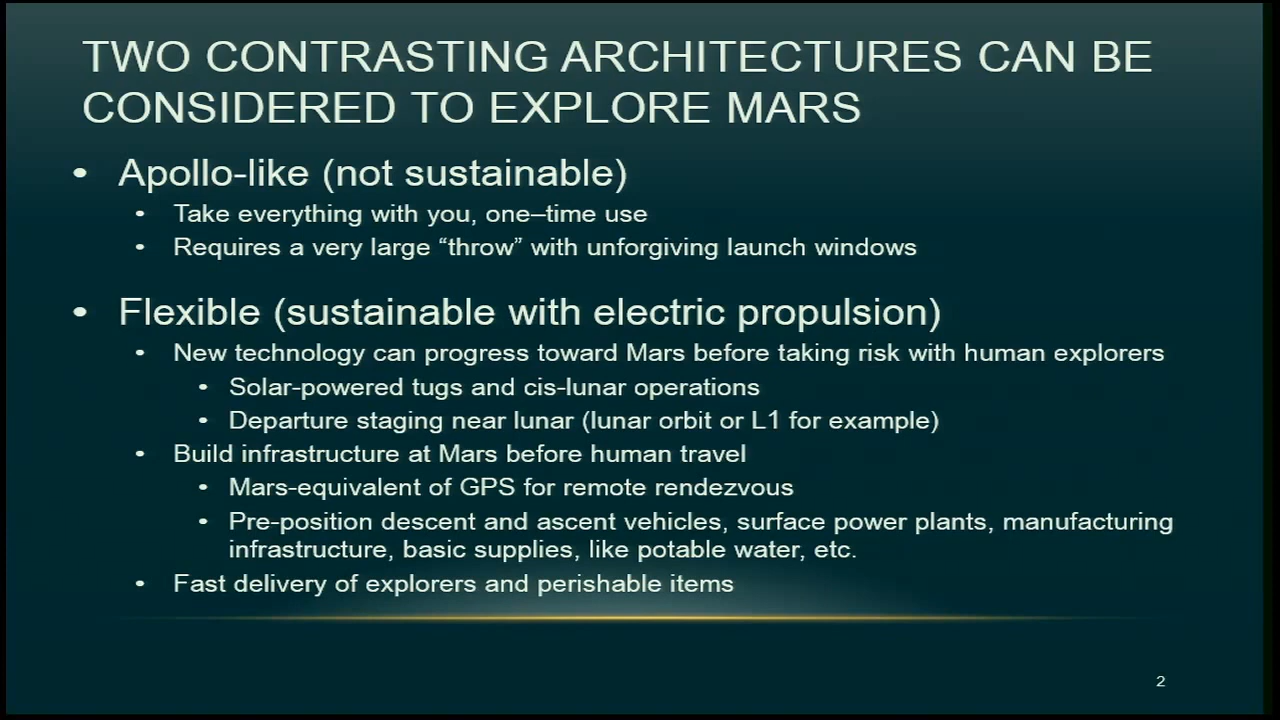 TWO CONTRASTING ARCHITECTURES CAN BE
CONSIDERED TO EXPLORE MARS
• Apollo-like (not sustainable)
• Take everything with you, one–time use
• Requires a very large “throw” with unforgiving launch windows
• Flexible (sustainable with electric propulsion)
• New technology can progress toward Mars before taking risk with human explorers
• Solar-powered tugs and cis-lunar operations
• Departure staging near lunar (lunar orbit or L1 for example)
• Build infrastructure at Mars before human travel
• Mars-equivalent of GPS for remote rendezvous
• Pre-position descent and ascent vehicles, surface power plants, manufacturing
infrastructure, basic supplies, like potable water, etc.
• Fast delivery of explorers and perishable items
2